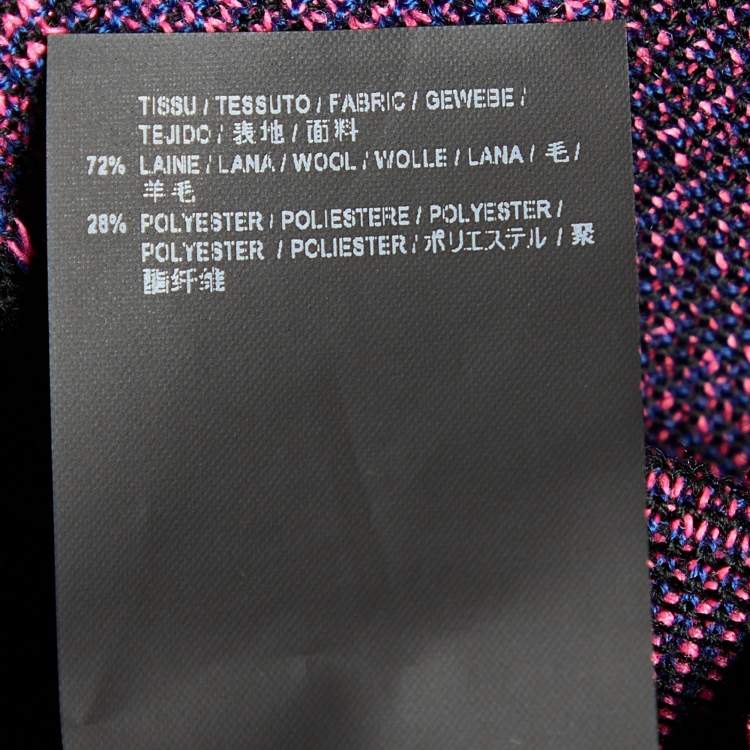 TISSU / TESSUTO / FABRIC / GEWEBE /
TEJIDO / 表地 / 面料
72% LAINE / LANA / WOOL / WOLLE / LANA / 毛 /
羊毛
28% POLYESTER / POLIESTERE / POLYESTER /
POLYESTER / POLIESTER / ポリエステル / 聚
酯纤维